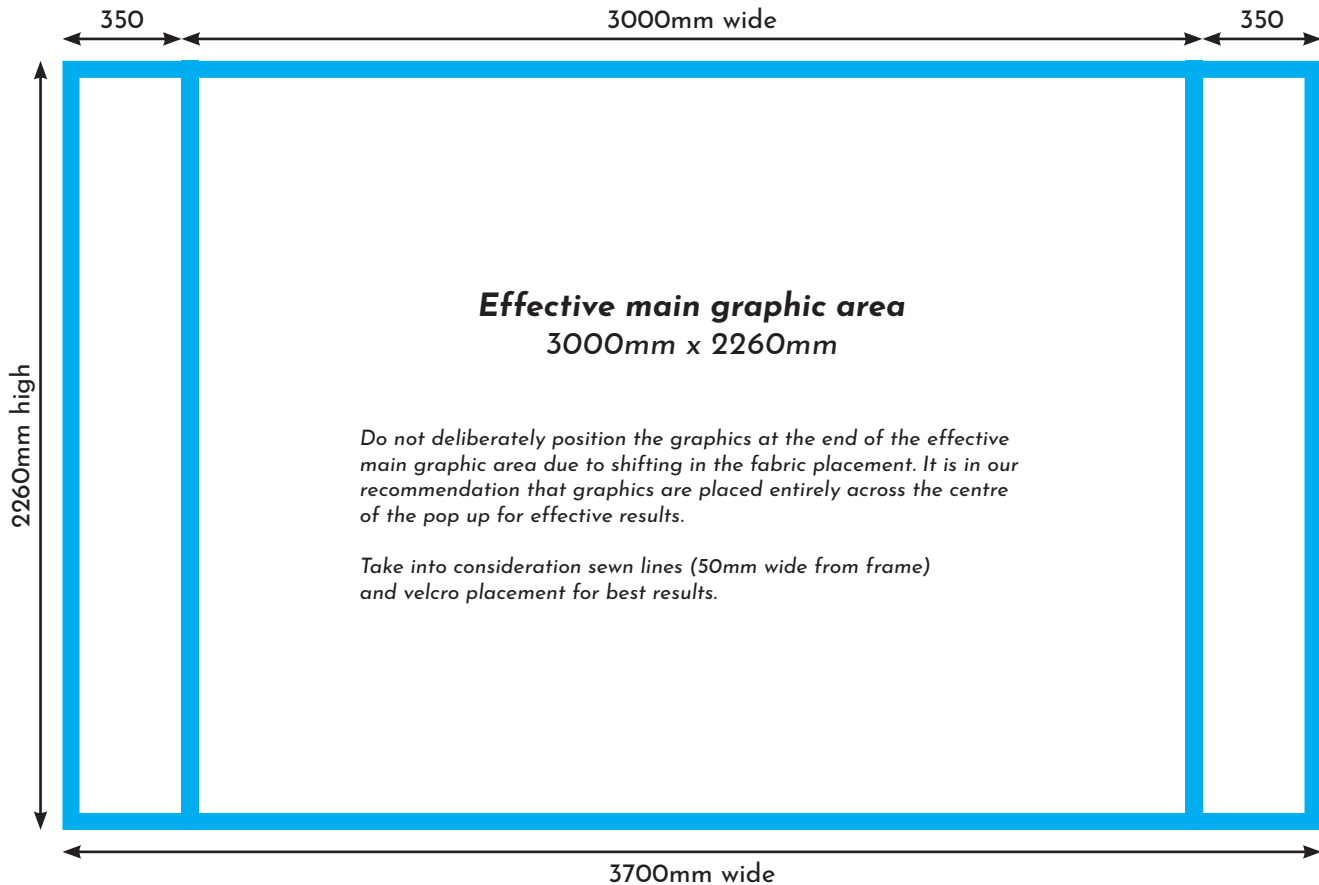 350
3000mm wide
350
2260mm high
Effective main graphic area
3000mm x 2260mm
Do not deliberately position the graphics at the end of the effective
main graphic area due to shifting in the fabric placement. It is in our
recommendation that graphics are placed entirely across the centre
of the pop up for effective results.
Take into consideration sewn lines (50mm wide from frame)
and velcro placement for best results.
3700mm wide